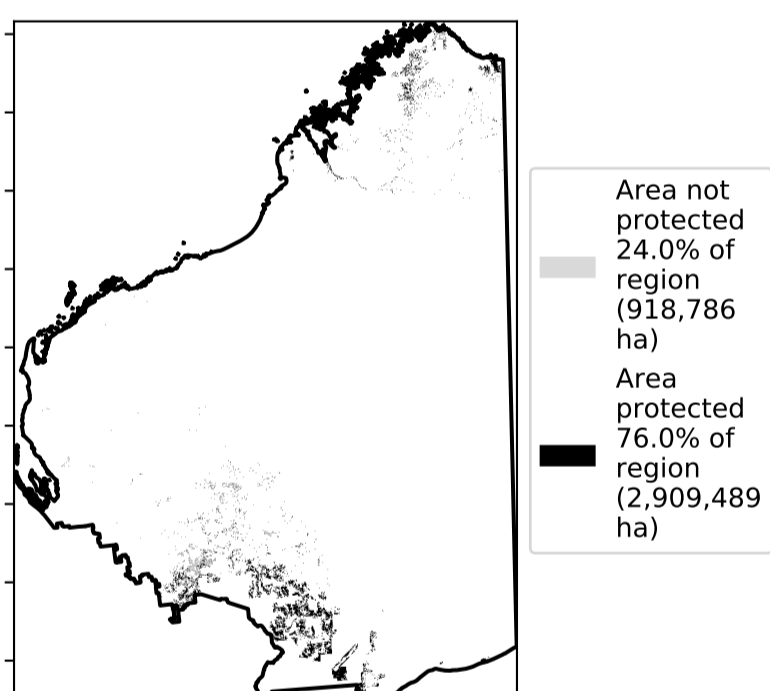 Area not
protected
24.0% of
region
(918,786
ha)
Area
protected
76.0% of
region
(2,909,489
ha)